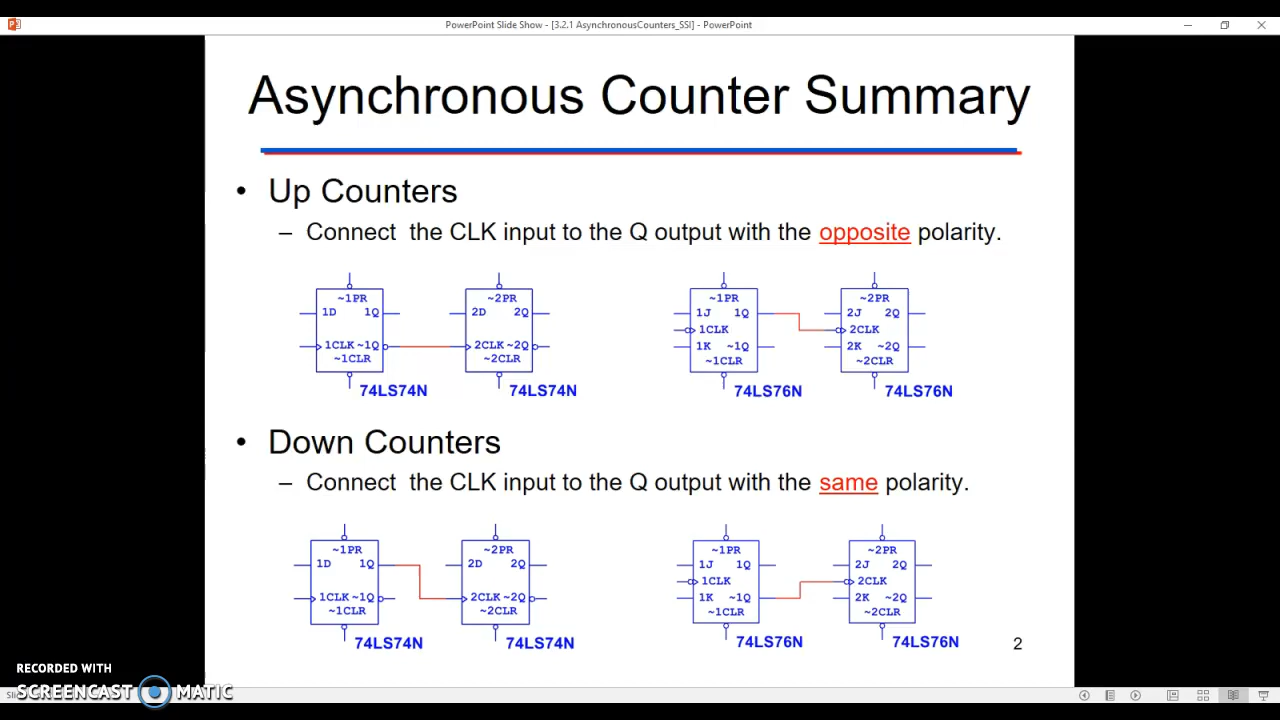 PowerPoint Slide Show - [3.2.1 AsynchronousCounters_SSI] - PowerPoint
Asynchronous Counter Summary
• Up Counters
– Connect the CLK input to the Q output with the opposite polarity.
~1PR
1D 1Q
1CLK ~1Q
~1CLR
74LS74N
~2PR
2D 2Q
2CLK ~2Q
~2CLR
74LS74N
~1PR
1J 1Q
1CLK
1K ~1Q
~1CLR
74LS76N
~2PR
2J 2Q
2CLK
2K ~2Q
~2CLR
74LS76N
• Down Counters
– Connect the CLK input to the Q output with the same polarity.
~1PR
1D 1Q
1CLK ~1Q
~1CLR
74LS74N
~2PR
2D 2Q
2CLK ~2Q
~2CLR
74LS74N
~1PR
1J 1Q
1CLK
1K ~1Q
~1CLR
74LS76N
~2PR
2J 2Q
2CLK
2K ~2Q
~2CLR
74LS76N
2
RECORDED WITH
SCREENCAST MATIC